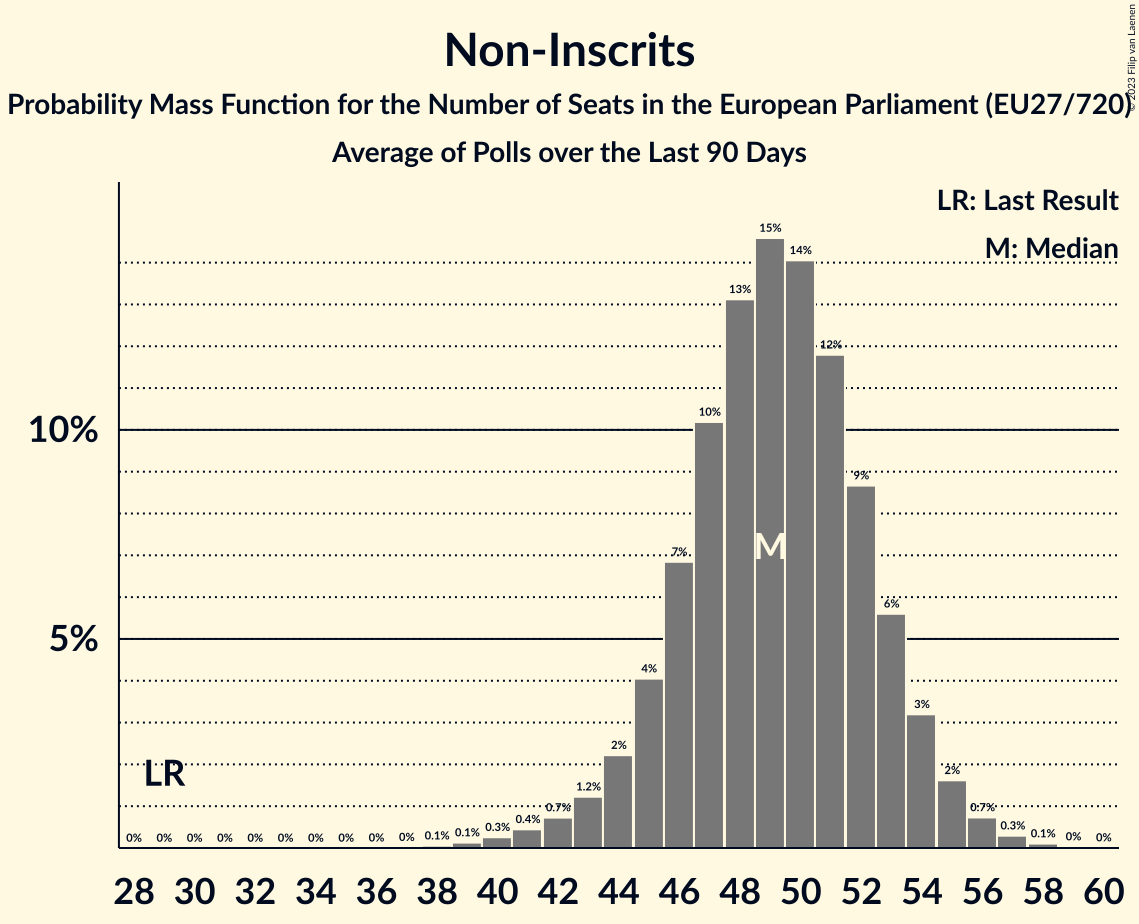 Non-Inscrits
Probability Mass Function for the Number of Seats in the European Parliament (EU27/720)
Average of Polls over the Last 90 Days
© 2023 Filip van Laenen
LR: Last Result
M: Median
10%
5%
LR
M
0% 0% 0% 0% 0% 0% 0% 0% 0% 0% 0.1% 0.1% 0.3% 0.4% 0.7% 1.2% 2% 4% 7% 10% 13% 15% 14% 12% 9% 6% 3% 2% 0.7% 0.3% 0.1% 0% 0%
28 30 32 34 36 38 40 42 44 46 48 50 52 54 56 58 60